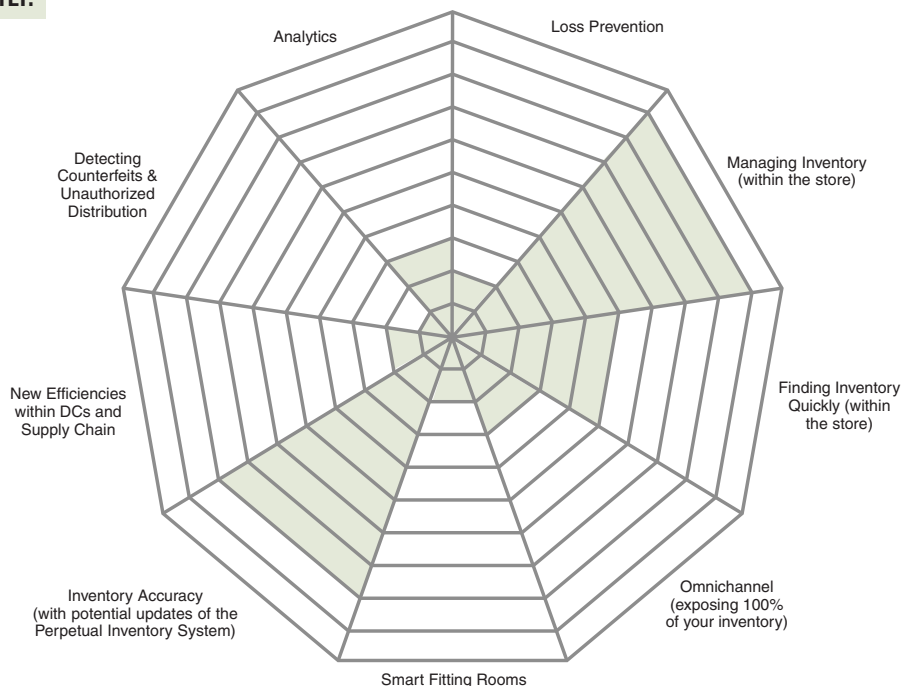 Analytics
Loss Prevention
Detecting
Counterfeits &
Unauthorized
Distribution
Managing Inventory
(within the store)
New Efficiencies
within DCs and
Supply Chain
Finding Inventory
Quickly (within
the store)
Inventory Accuracy
(with potential updates of the
Perpetual Inventory System)
Omnichannel
(exposing 100%
of your inventory)
Smart Fitting Rooms